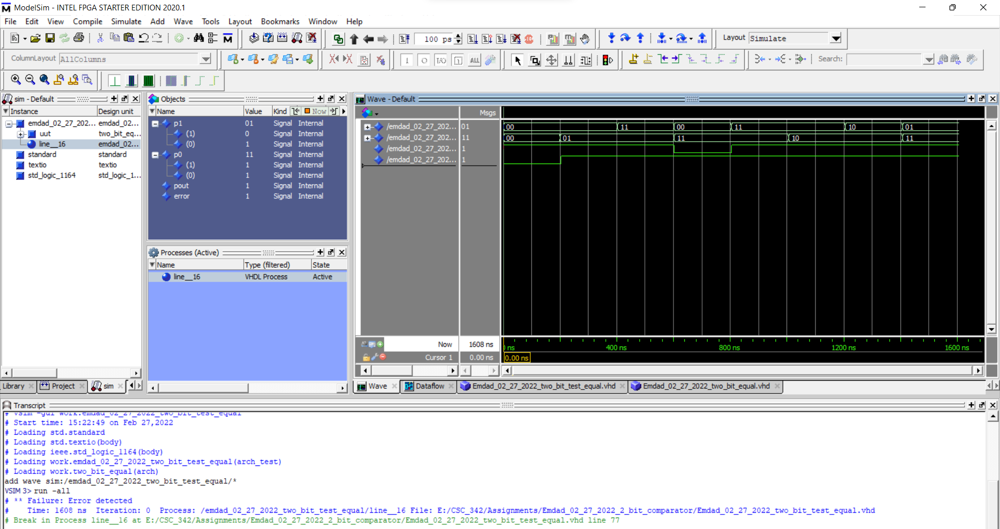 ModelSim - INTEL FPGA STARTER EDITION 2020.1
File Edit View Compile Simulate Add Wave Tools Layout Bookmarks Window Help
100 ps
Layout Simulate
ColumnLayout AllColumns
Search:
sim - Default
Instance Design unit
emdad_02_27_202... emdad_02...
uut two_bit_eq...
line__16 emdad_02...
standard standard
textio textio
std_logic_1164 std_logic_1...
Library Project sim
Objects
Name Value Kind Now
p1 01 Signal Internal
(1) 0 Signal Internal
(0) 1 Signal Internal
p0 11 Signal Internal
(1) 1 Signal Internal
(0) 1 Signal Internal
pout 1 Signal Internal
error 1 Signal Internal
Processes (Active)
Name Type (filtered) State
line__16 VHDL Process Active
Wave - Default
Msgs
/emdad_02_27_202... 01 00 11 00 11 10 01
/emdad_02_27_202... 11 00 01 11 10 11
/emdad_02_27_202... 1
/emdad_02_27_202... 1
Now 1608 ns ns 400 ns 800 ns 1200 ns 1600 ns
Cursor 1 0.00 ns 0.00 ns
Wave Dataflow Emdad_02_27_2022_two_bit_test_equal.vhd Emdad_02_27_2022_two_bit_equal.vhd
Transcript
# vsim -gui work.emdad_02_27_2022_two_bit_test_equal
# Start time: 15:22:49 on Feb 27,2022
# Loading std.standard
# Loading std.textio(body)
# Loading ieee.std_logic_1164(body)
# Loading work.emdad_02_27_2022_two_bit_test_equal(arch_test)
# Loading work.two_bit_equal(arch)
add wave sim:/emdad_02_27_2022_two_bit_test_equal/*
VSIM 3> run -all
# ** Failure: Error detected
# Time: 1608 ns Iteration: 0 Process: /emdad_02_27_2022_two_bit_test_equal/line__16 File: E:/CSC_342/Assignments/Emdad_02_27_2022_2_bit_comparator/Emdad_02_27_2022_two_bit_test_equal.vhd
# Break in Process line__16 at E:/CSC_342/Assignments/Emdad_02_27_2022_2_bit_comparator/Emdad_02_27_2022_two_bit_test_equal.vhd line 77